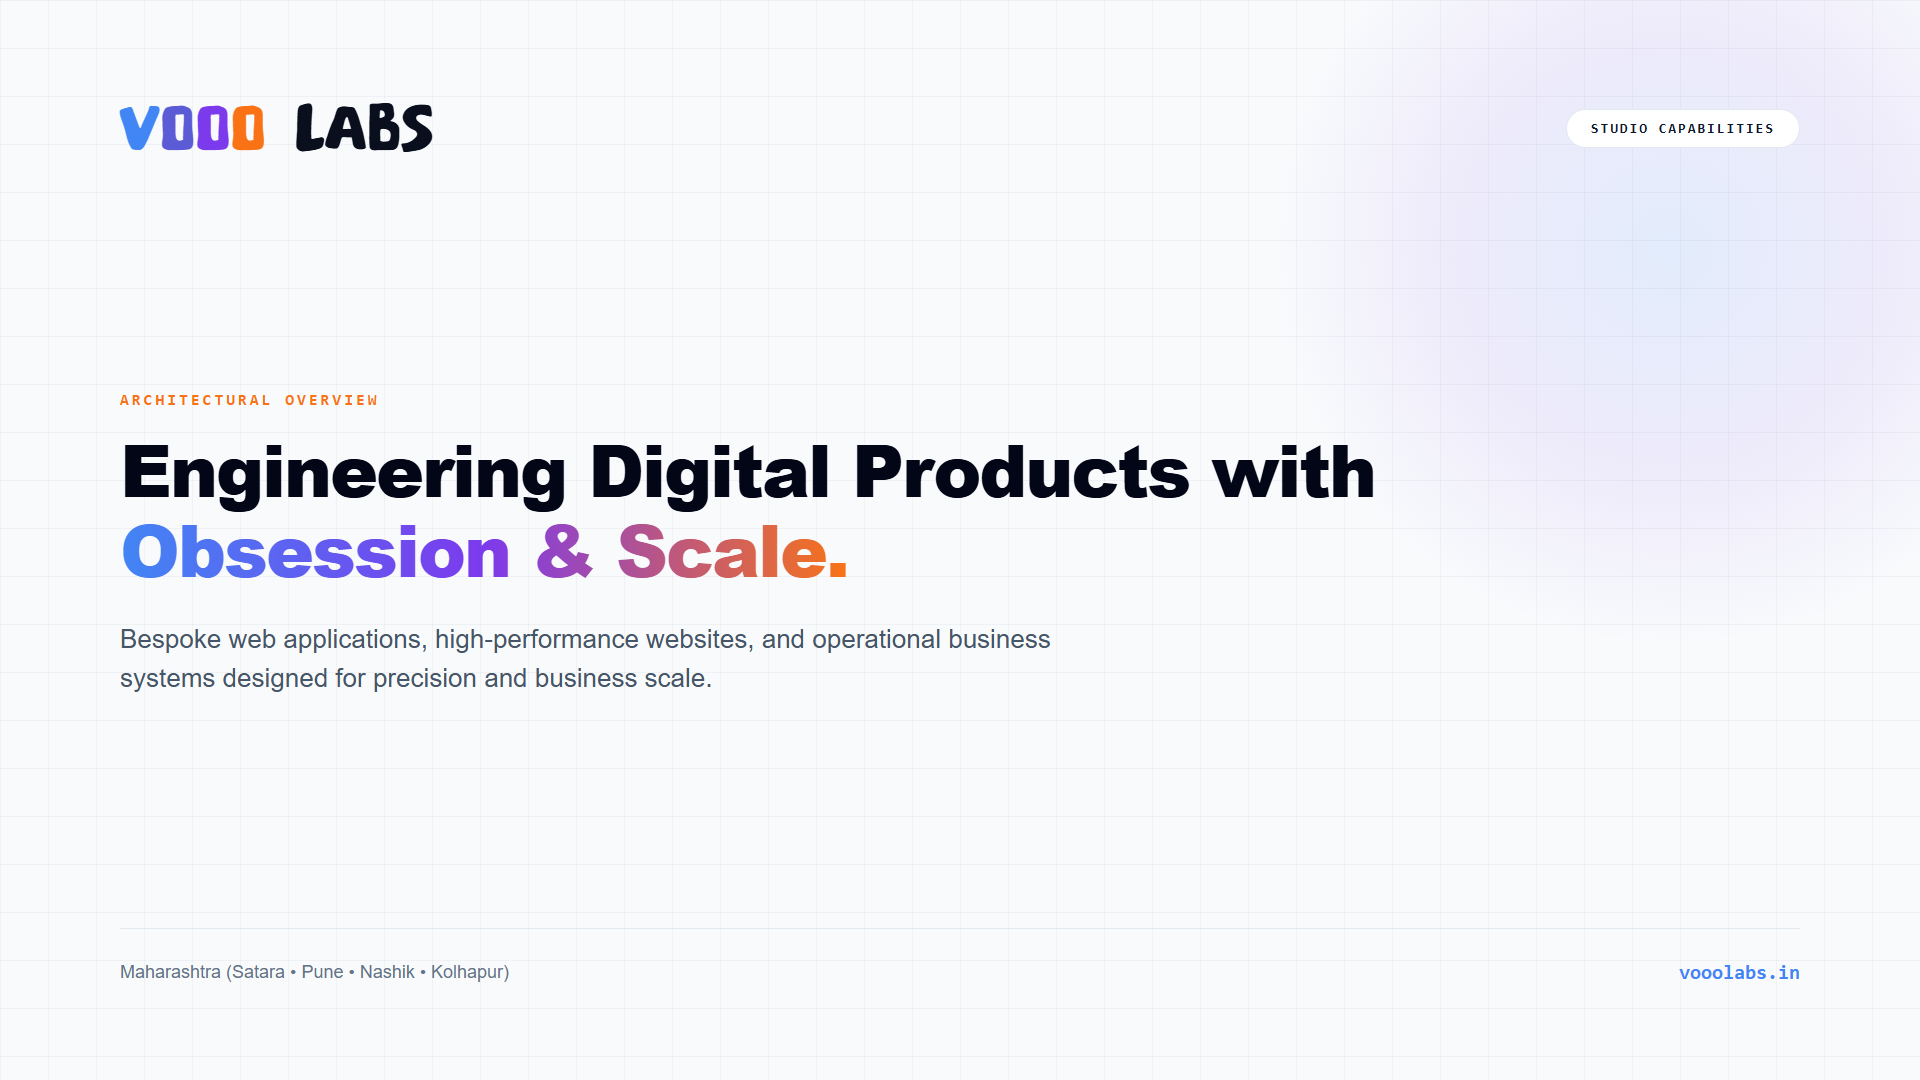 VOOO LABS
STUDIO CAPABILITIES
ARCHITECTURAL OVERVIEW
Engineering Digital Products with
Obsession & Scale.
Bespoke web applications, high-performance websites, and operational business
systems designed for precision and business scale.
Maharashtra (Satara • Pune • Nashik • Kolhapur)
vooolabs.in